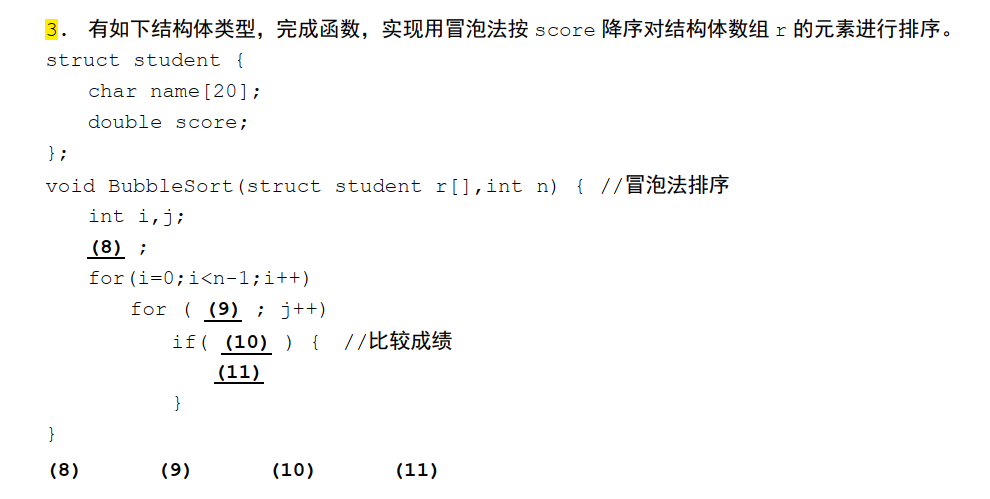 3. 有如下结构体类型，完成函数，实现用冒泡法按 score 降序对结构体数组 r 的元素进行排序。
struct student {
char name[20];
double score;
};
void BubbleSort(struct student r[],int n) { //冒泡法排序
int i,j;
(8) ;
for(i=0;i<n-1;i++)
for ( (9) ; j++)
if( (10) ) { //比较成绩
(11)
}
}
(8) (9) (10) (11)